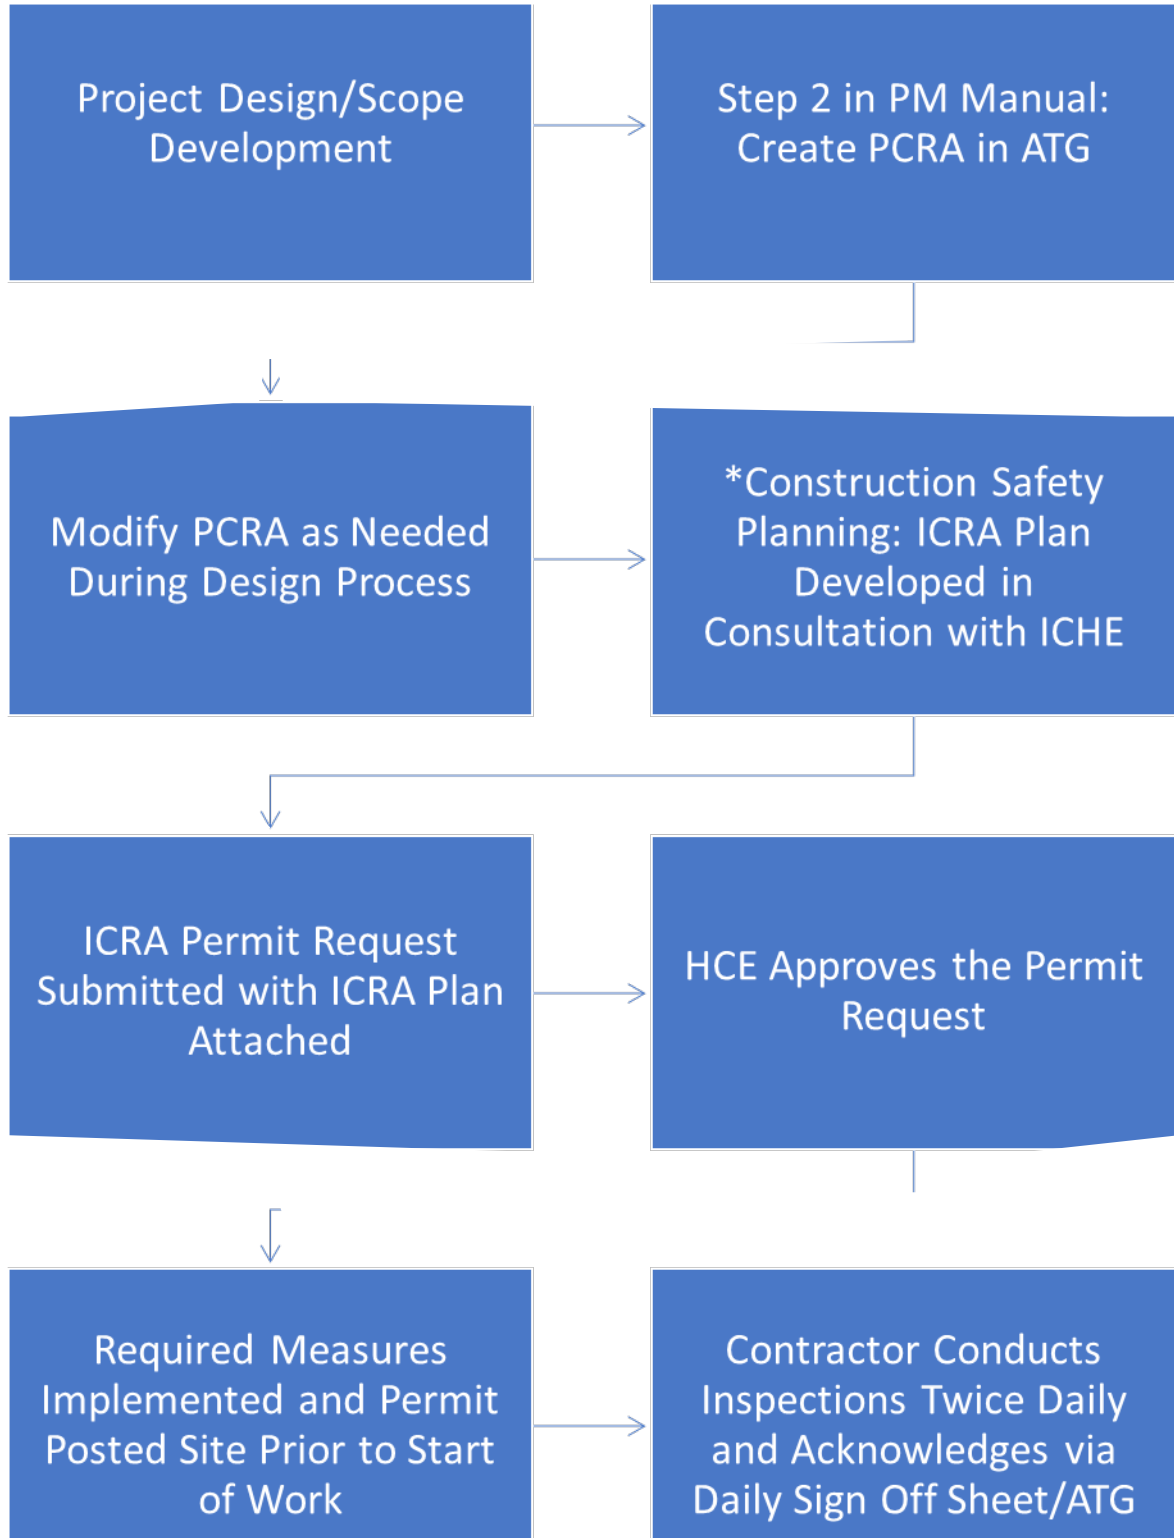 Project Design/Scope
Development
Step 2 in PM Manual:
Create PCRA in ATG
Modify PCRA as Needed
During Design Process
*Construction Safety
Planning: ICRA Plan
Developed in
Consultation with ICHE
ICRA Permit Request
Submitted with ICRA Plan
Attached
HCE Approves the Permit
Request
Required Measures
Implemented and Permit
Posted Site Prior to Start
of Work
Contractor Conducts
Inspections Twice Daily
and Acknowledges via
Daily Sign Off Sheet/ATG